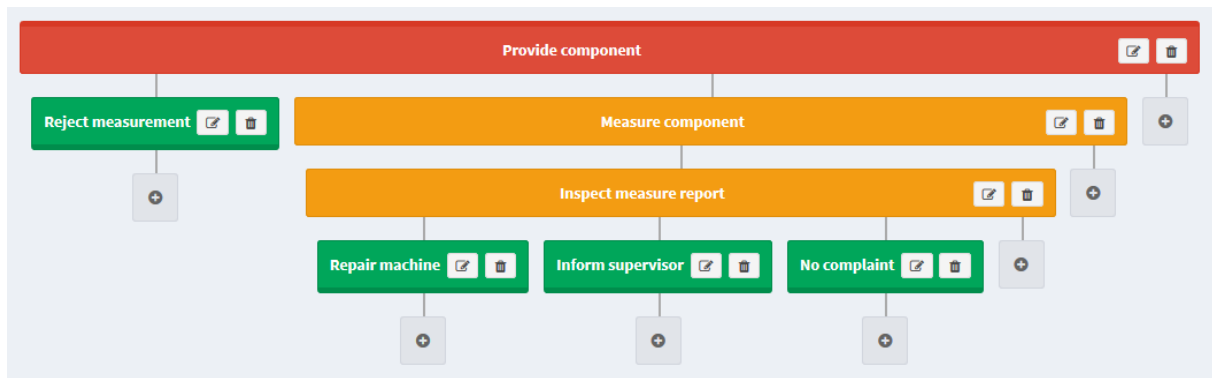 Provide component
Reject measurement
Measure component
Inspect measure report
Repair machine
Inform supervisor
No complaint